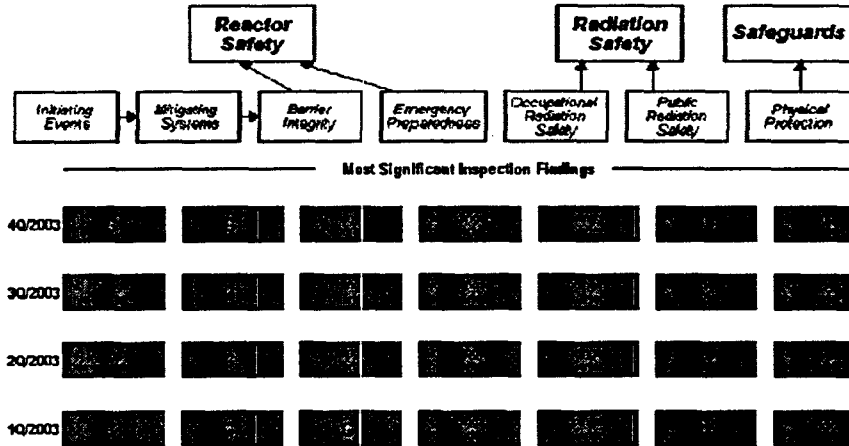 Reactor
Safety
Radiation
Safety
Safeguards
Initiating
Events
Mitigating
Systems
Barrier
Integrity
Emergency
Preparedness
Occupational
Radiation
Safety
Public
Radiation
Safety
Physical
Protection
Most Significant Inspection Findings
4Q/2003
3Q/2003
2Q/2003
1Q/2003